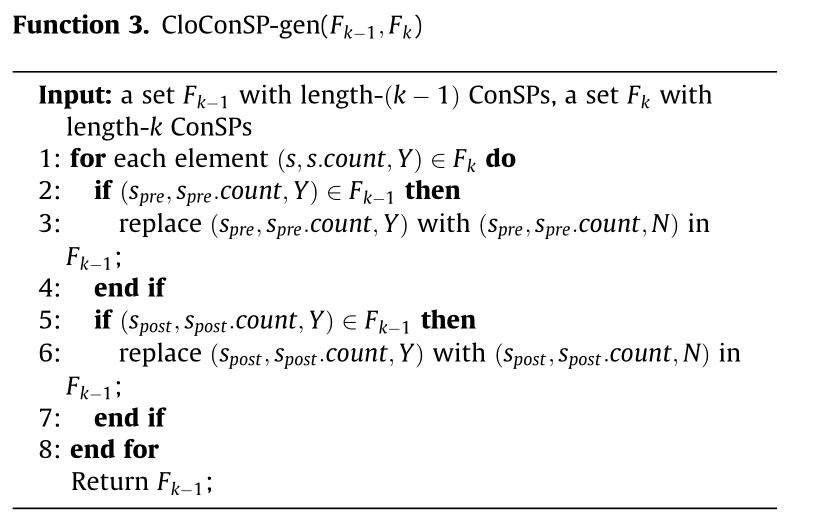 Function 3. CloConSP-gen(F_{k−1}, F_k)
Input: a set F_{k−1} with length-(k − 1) ConSPs, a set F_k with
length-k ConSPs
1: for each element (s, s.count, Y) ∈ F_k do
2: if (s_{pre}, s_{pre}.count, Y) ∈ F_{k−1} then
3: replace (s_{pre}, s_{pre}.count, Y) with (s_{pre}, s_{pre}.count, N) in
F_{k−1};
4: end if
5: if (s_{post}, s_{post}.count, Y) ∈ F_{k−1} then
6: replace (s_{post}, s_{post}.count, Y) with (s_{post}, s_{post}.count, N) in
F_{k−1};
7: end if
8: end for
Return F_{k−1};